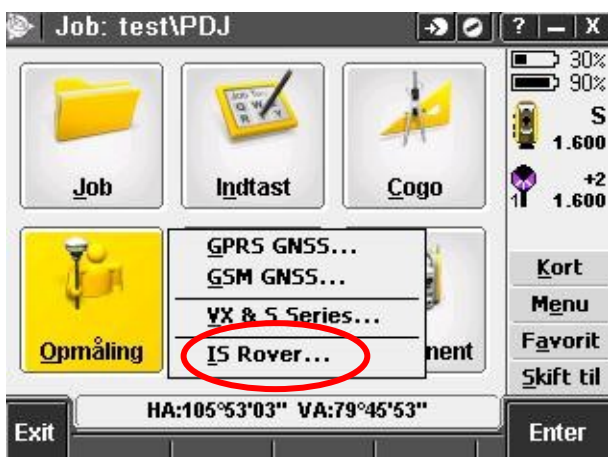 Job: test\PDJ
? — X
30%
90%
S
1.600
+2
1
1.600
Job
Indtast
Cogo
GPRS GNSS...
GSM GNSS...
VX & S Series...
IS Rover...
Opmåling
nent
Kort
Menu
Favorit
Skift til
HA:105°53'03" VA:79°45'53"
Exit
Enter